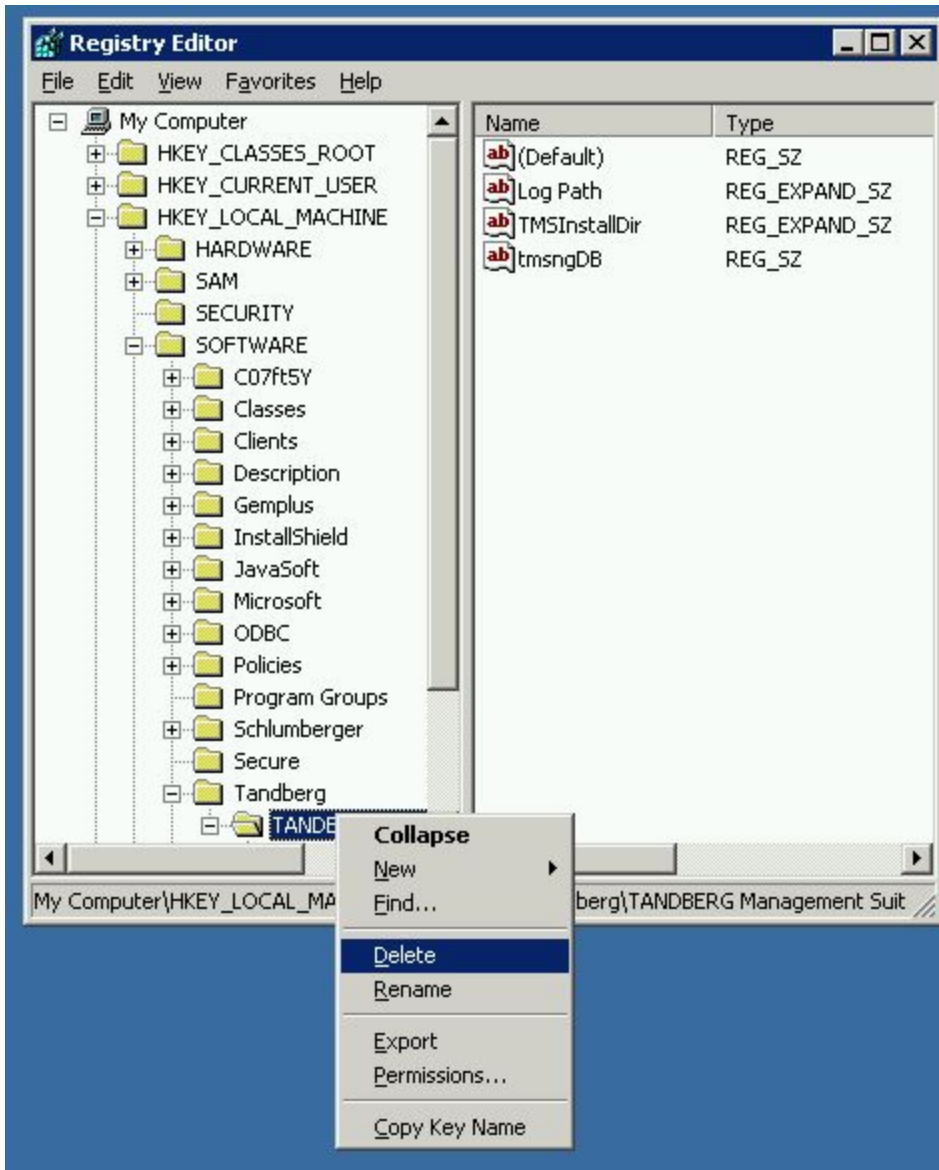 Registry Editor
File Edit View Favorites Help
My Computer
HKEY_CLASSES_ROOT
HKEY_CURRENT_USER
HKEY_LOCAL_MACHINE
HARDWARE
SAM
SECURITY
SOFTWARE
C07ft5Y
Classes
Clients
Description
Gemplus
InstallShield
JavaSoft
Microsoft
ODBC
Policies
Program Groups
Schlumberger
Secure
Tandberg
TANDE
Name Type
(Default) REG_SZ
Log Path REG_EXPAND_SZ
TMSInstallDir REG_EXPAND_SZ
tmsngDB REG_SZ
Collapse
New
Find...
Delete
Rename
Export
Permissions...
Copy Key Name
My Computer\HKEY_LOCAL_MA berg\TANDBERG Management Suit